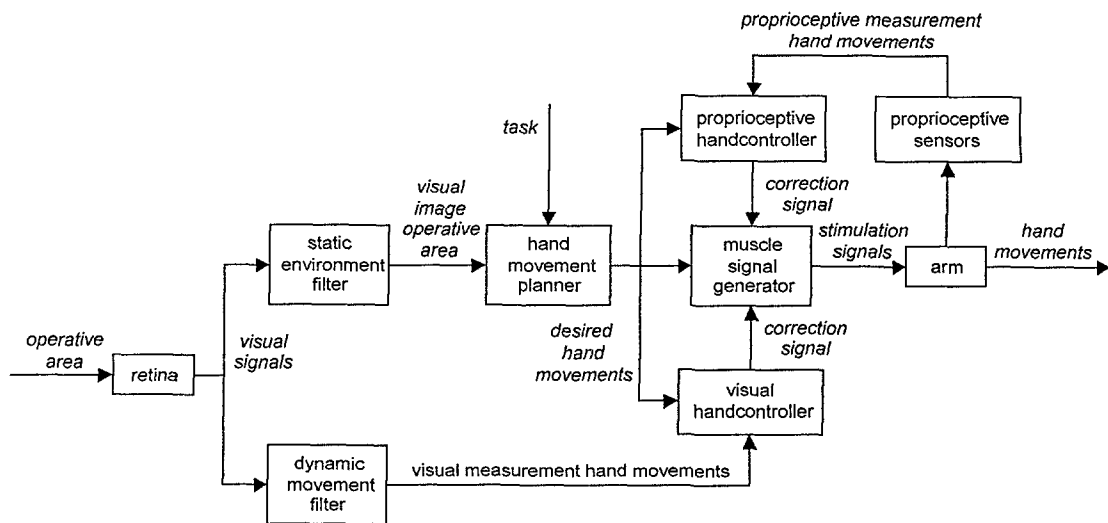 proprioceptive measurement
hand movements
task
proprioceptive
handcontroller
proprioceptive
sensors
visual
image
operative
area
correction
signal
static
environment
filter
hand
movement
planner
muscle
signal
generator
stimulation
signals
arm
hand
movements
operative
area
visual
signals
desired
hand
movements
correction
signal
retina
visual
handcontroller
dynamic
movement
filter
visual measurement hand movements